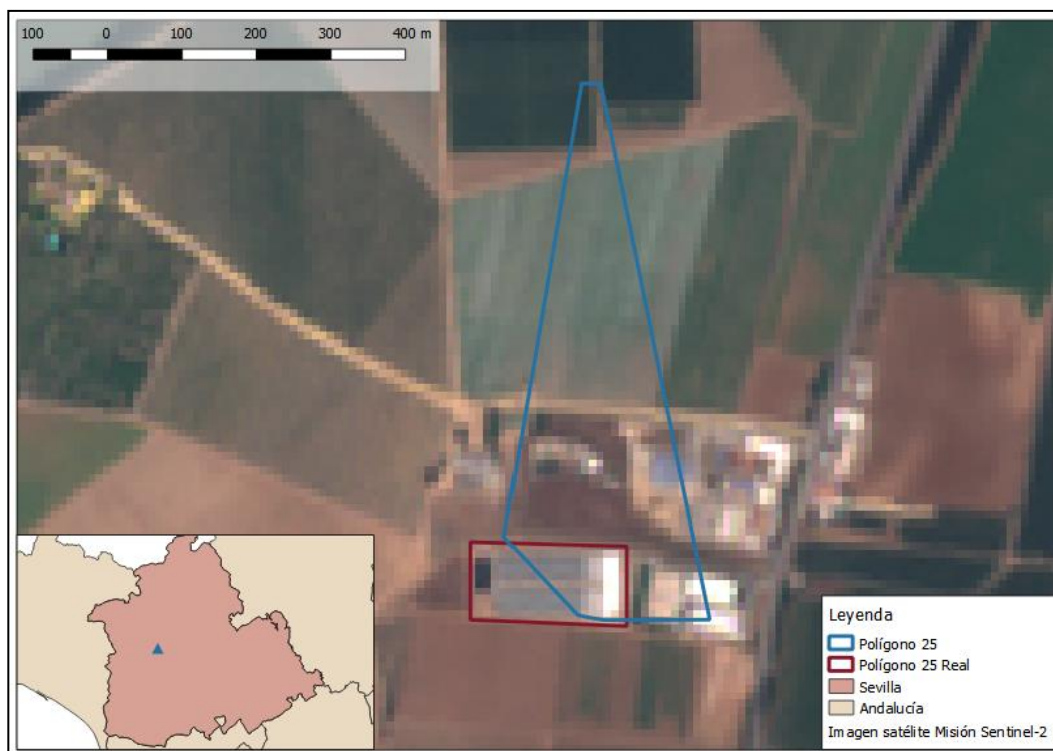 100 0 100 200 300 400 m
Leyenda
Polígono 25
Polígono 25 Real
Sevilla
Andalucía
Imagen satélite Misión Sentinel-2